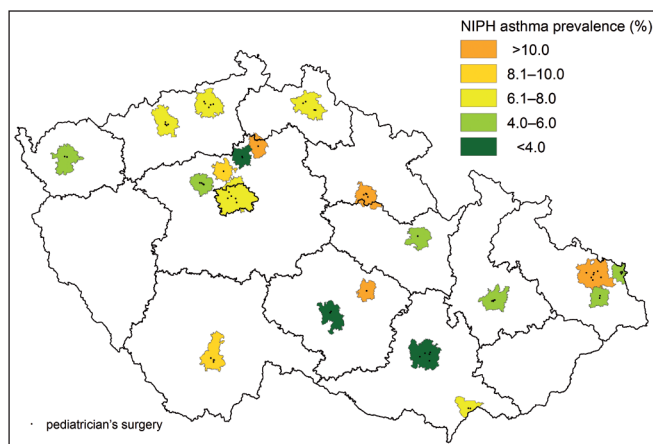 NIPH asthma prevalence (%)
>10.0
8.1–10.0
6.1–8.0
4.0–6.0
<4.0
pediatrician's surgery